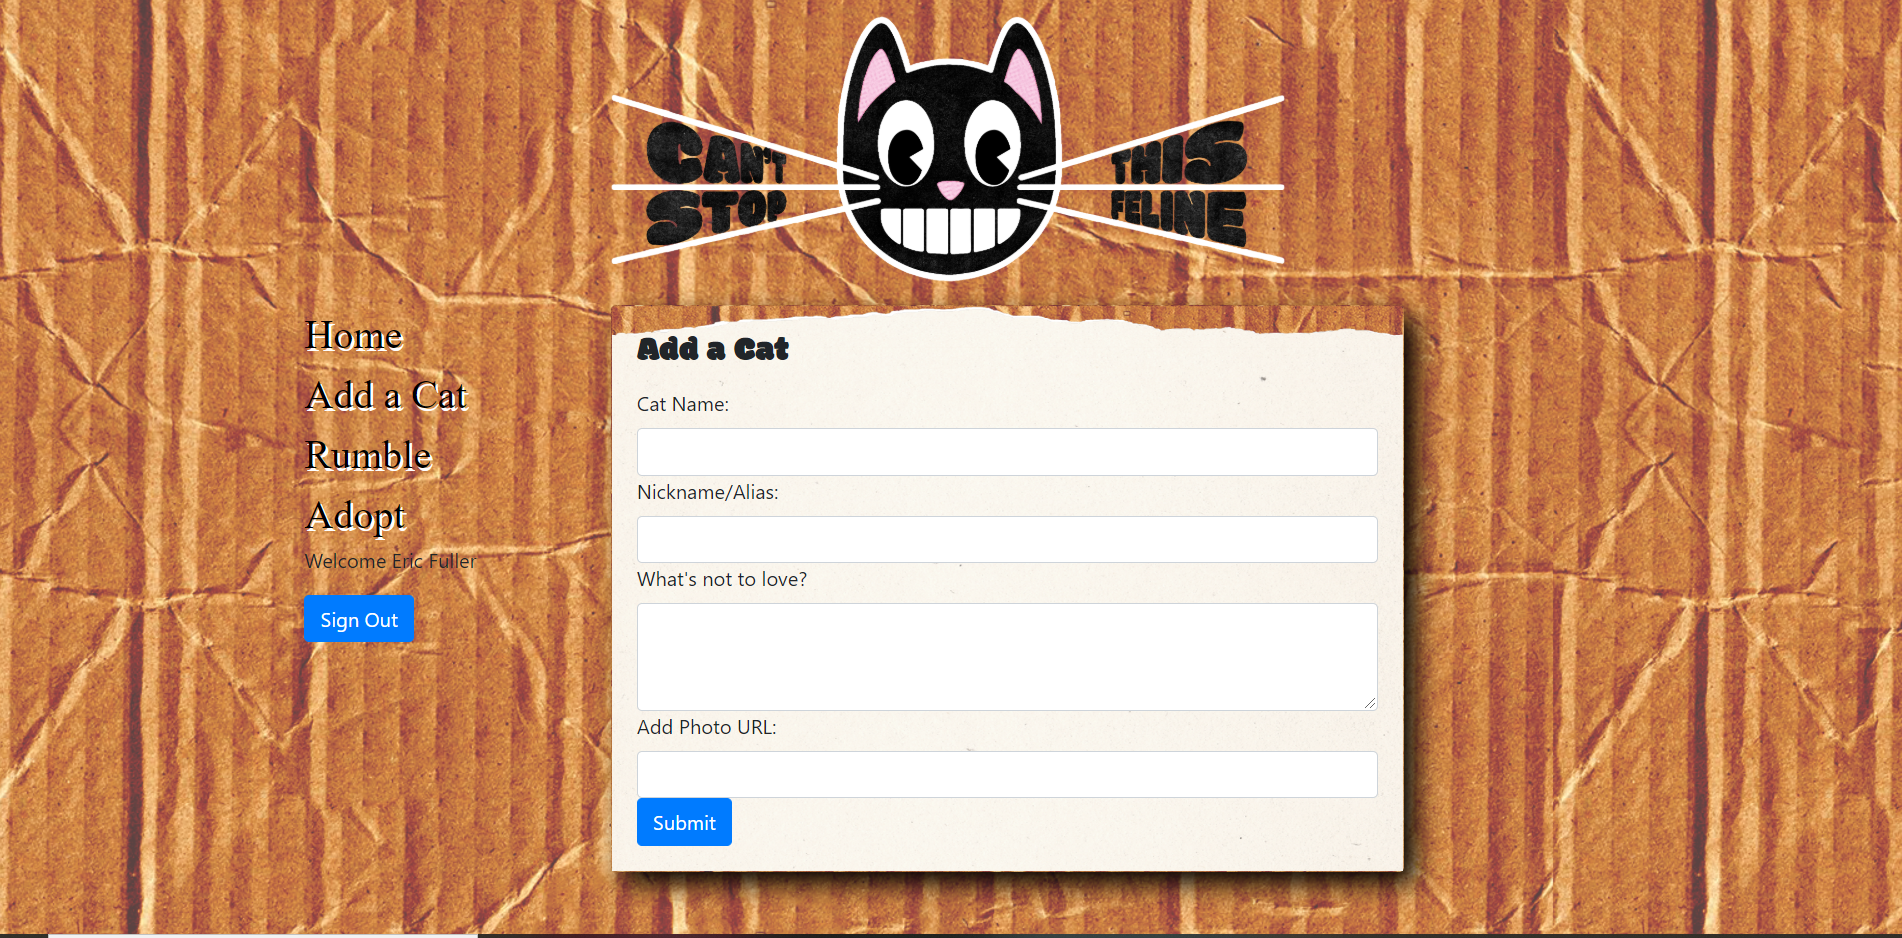 CAN'T
STOP
THIS
FELINE
Home
Add a Cat
Rumble
Adopt
Welcome Eric Fuller
Sign Out
Add a Cat
Cat Name:
Nickname/Alias:
What's not to love?
Add Photo URL:
Submit